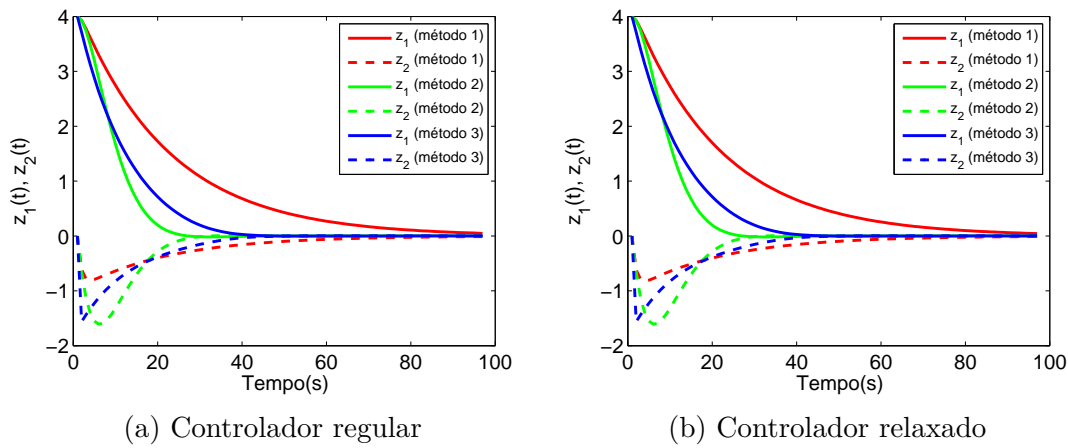 4
3
2
1
0
−1
−2
0
20
40
60
80
100
z1(t), z2(t)
Tempo(s)
z1 (método 1)
z2 (método 1)
z1 (método 2)
z2 (método 2)
z1 (método 3)
z2 (método 3)
(a) Controlador regular
4
3
2
1
0
−1
−2
0
20
40
60
80
100
z1(t), z2(t)
Tempo(s)
z1 (método 1)
z2 (método 1)
z1 (método 2)
z2 (método 2)
z1 (método 3)
z2 (método 3)
(b) Controlador relaxado